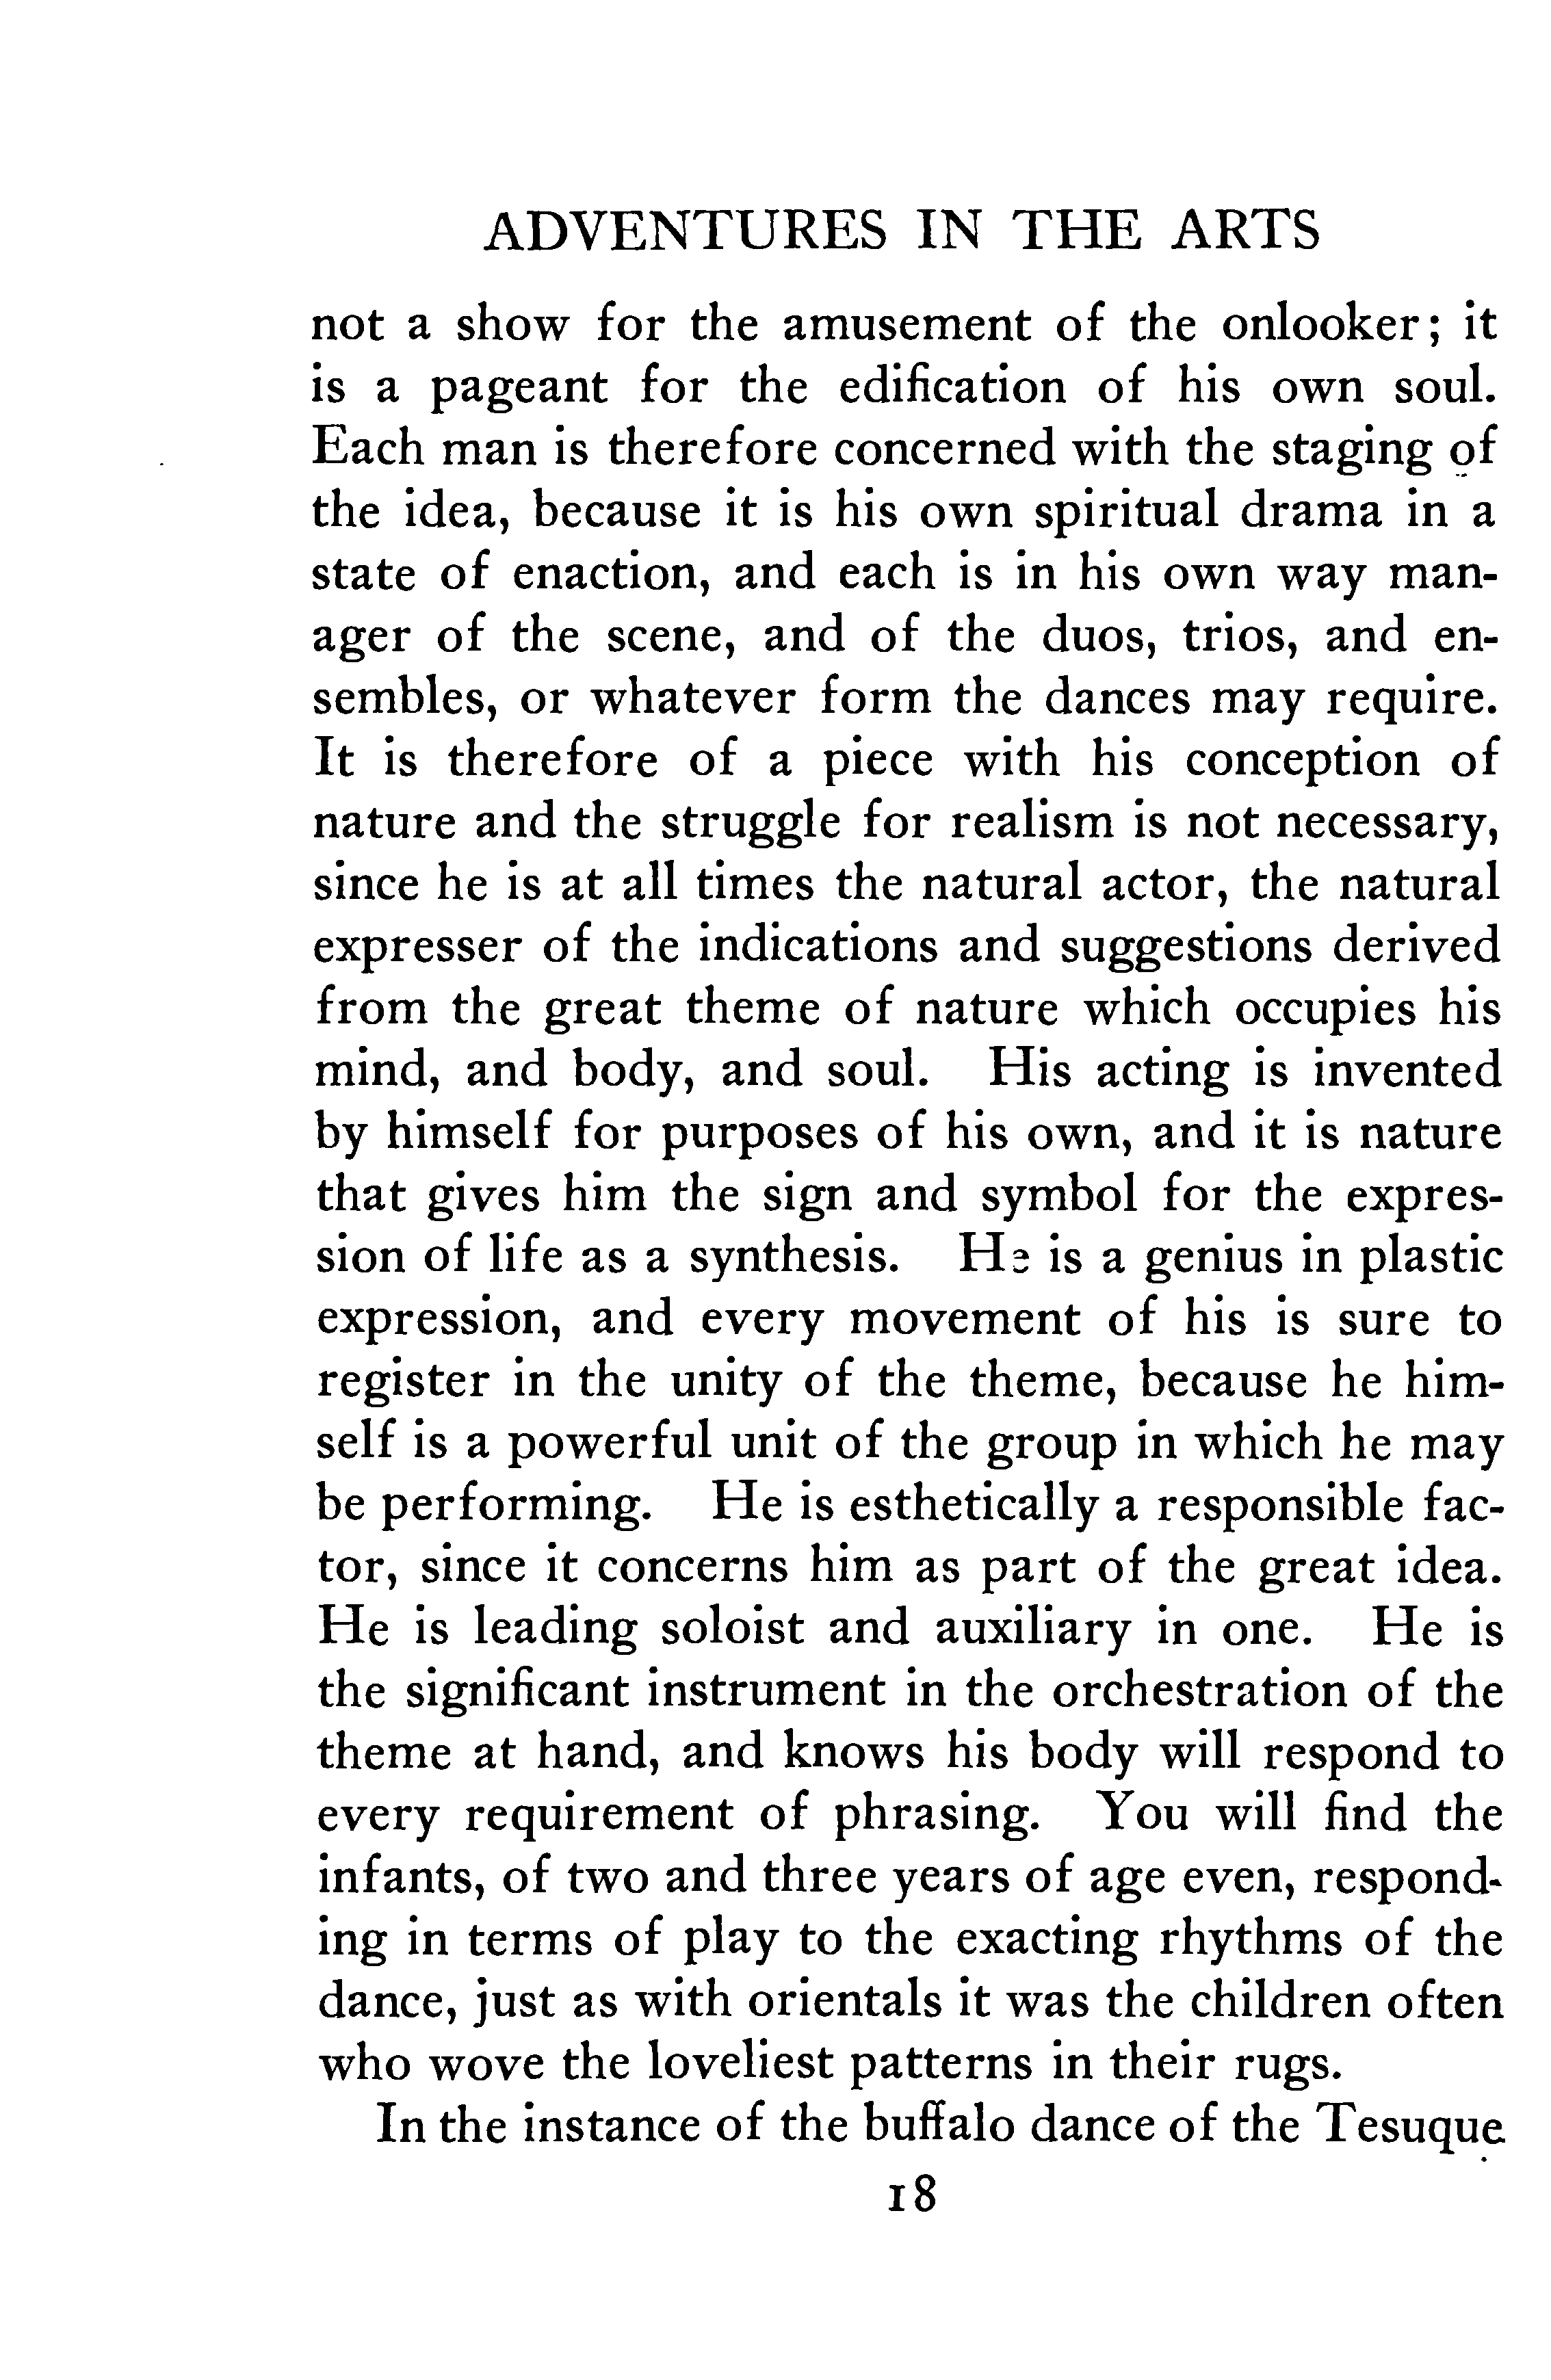 ADVENTURES IN THE ARTS
not a show for the amusement of the onlooker; it
is a pageant for the edification of his own soul.
Each man is therefore concerned with the staging of
the idea, because it is his own spiritual drama in a
state of enaction, and each is in his own way man-
ager of the scene, and of the duos, trios, and en-
sembles, or whatever form the dances may require.
It is therefore of a piece with his conception of
nature and the struggle for realism is not necessary,
since he is at all times the natural actor, the natural
expresser of the indications and suggestions derived
from the great theme of nature which occupies his
mind, and body, and soul. His acting is invented
by himself for purposes of his own, and it is nature
that gives him the sign and symbol for the expres-
sion of life as a synthesis. He is a genius in plastic
expression, and every movement of his is sure to
register in the unity of the theme, because he him-
self is a powerful unit of the group in which he may
be performing. He is esthetically a responsible fac-
tor, since it concerns him as part of the great idea.
He is leading soloist and auxiliary in one. He is
the significant instrument in the orchestration of the
theme at hand, and knows his body will respond to
every requirement of phrasing. You will find the
infants, of two and three years of age even, respond-
ing in terms of play to the exacting rhythms of the
dance, just as with orientals it was the children often
who wove the loveliest patterns in their rugs.
In the instance of the buffalo dance of the Tesuque
18